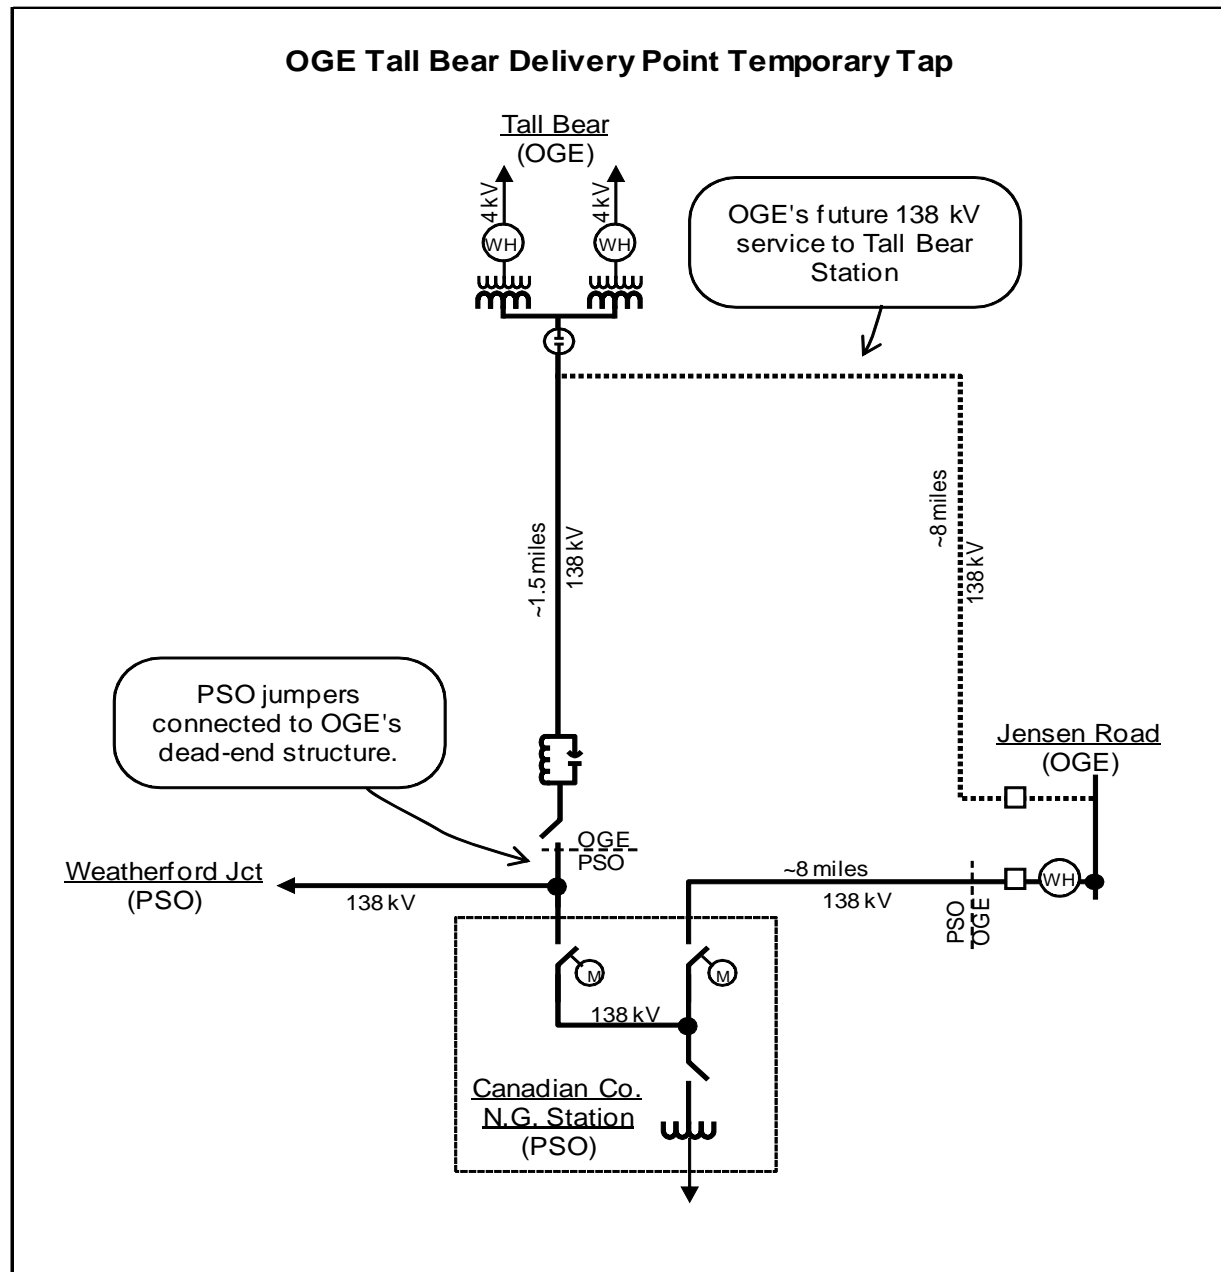 OGE Tall Bear Delivery Point Temporary Tap
Tall Bear
(OGE)
4 kV
4 kV
WH
WH
OGE's future 138 kV
service to Tall Bear
Station
~1.5 miles
138 kV
~8 miles
138 kV
PSO jumpers
connected to OGE's
dead-end structure.
Jensen Road
(OGE)
OGE
PSO
Weatherford Jct
(PSO)
138 kV
~8 miles
138 kV
PSO
OGE
WH
M
M
138 kV
Canadian Co.
N.G. Station
(PSO)